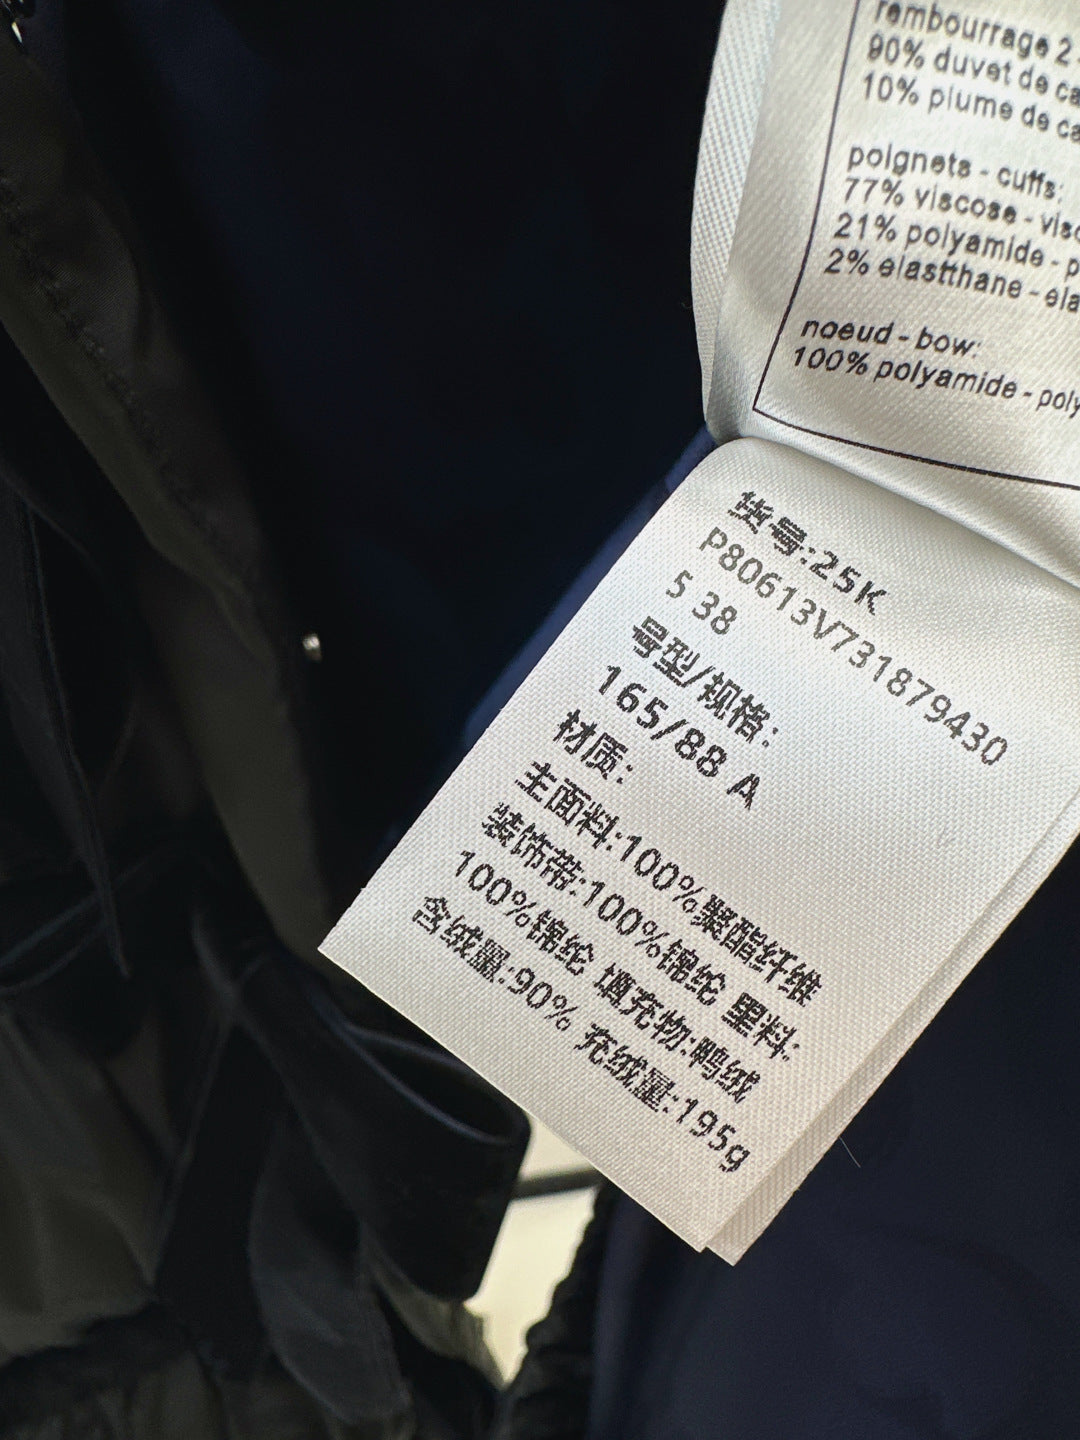 rembourrage 2
90% duvet de ca
10% plume de ca
poignets - cuffs:
77% viscose - visc
21% polyamide - p
2% elastthane - éla
noeud - bow:
100% polyamide - poly
货号:25K
P80613V731879430
5 38
号型/规格:
165/88 A
材质:
主面料:100%聚酯纤维
装饰带:100%锦纶 里料:
100%锦纶 填充物:鸭绒
含绒量:90% 充绒量:195g